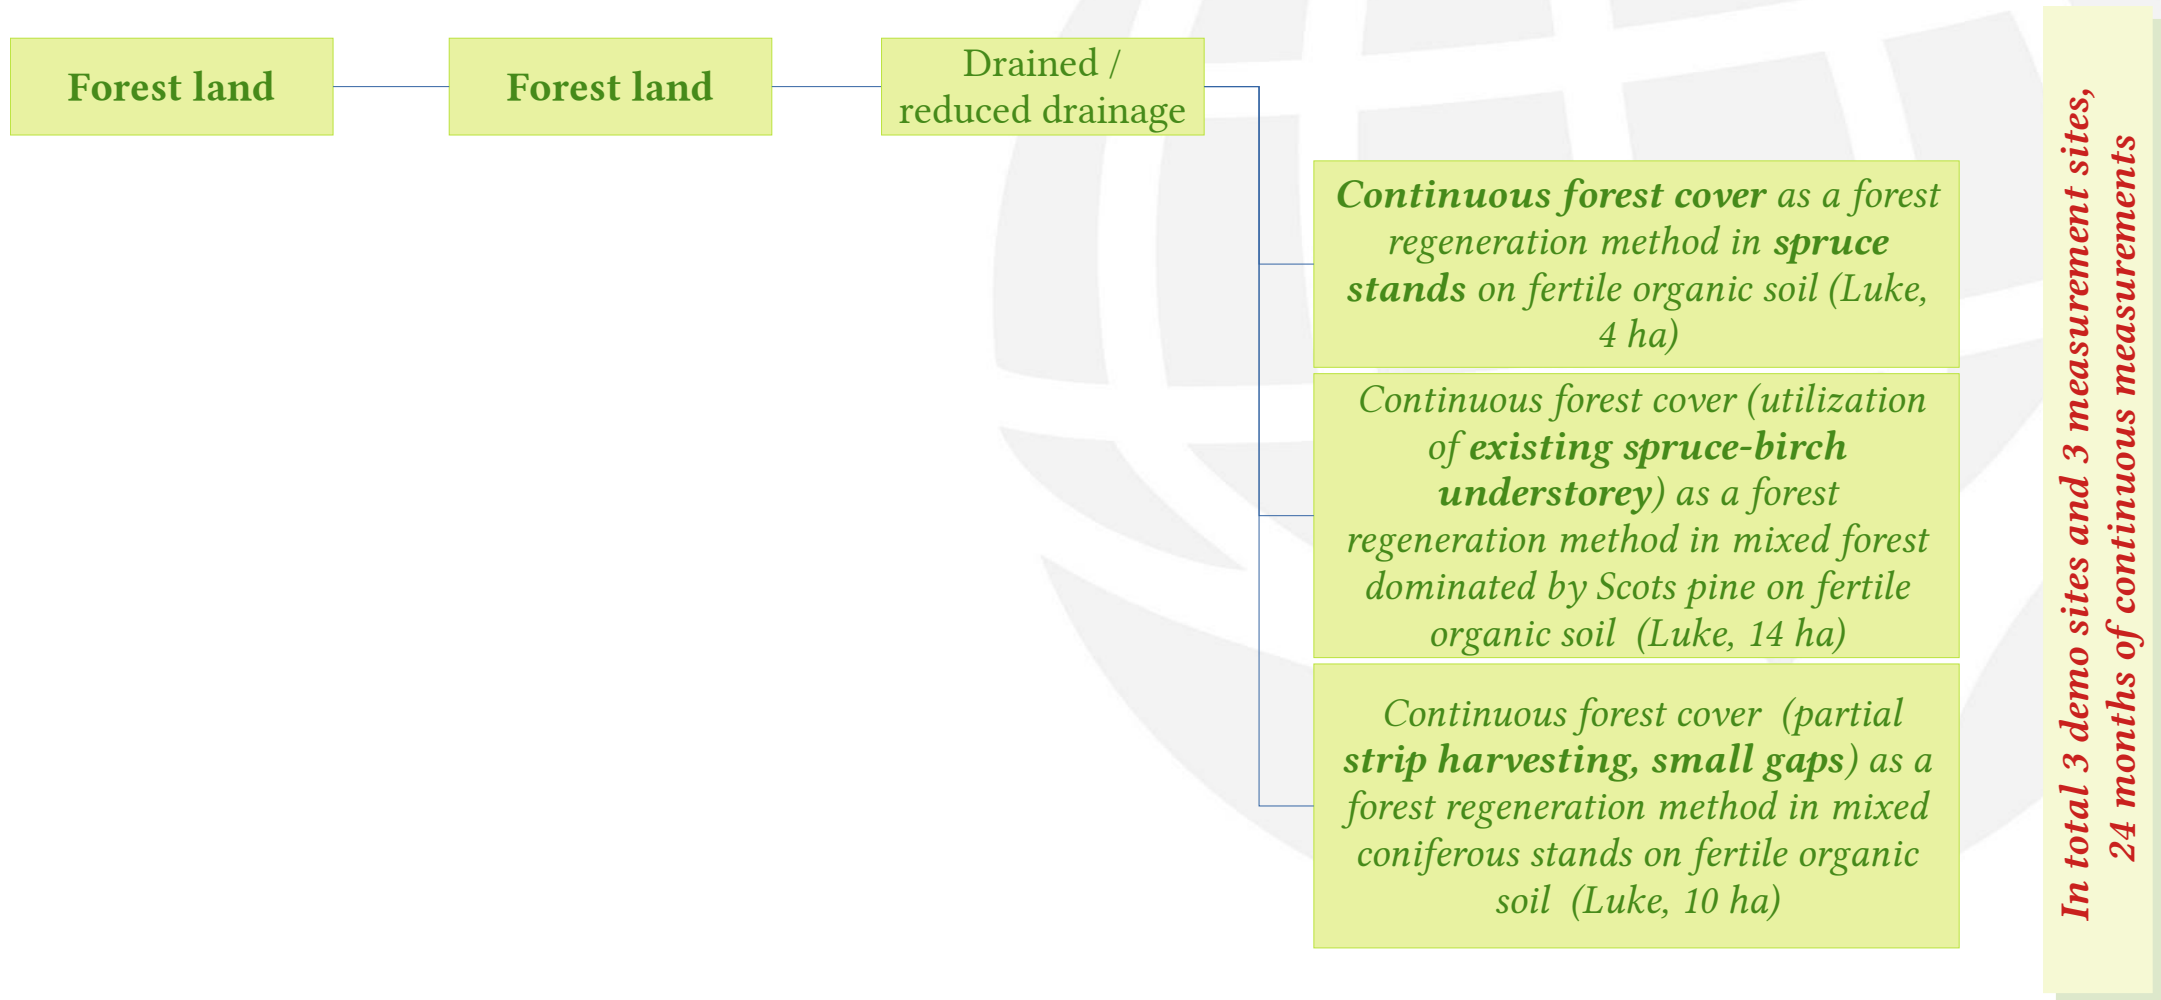 Forest land
Forest land
Drained /
reduced drainage
Continuous forest cover as a forest
regeneration method in spruce
stands on fertile organic soil (Luke,
4 ha)
Continuous forest cover (utilization
of existing spruce-birch
understorey) as a forest
regeneration method in mixed forest
dominated by Scots pine on fertile
organic soil  (Luke, 14 ha)
Continuous forest cover  (partial
strip harvesting, small gaps) as a
forest regeneration method in mixed
coniferous stands on fertile organic
soil  (Luke, 10 ha)
In total 3 demo sites and 3 measurement sites,
24 months of continuous measurements